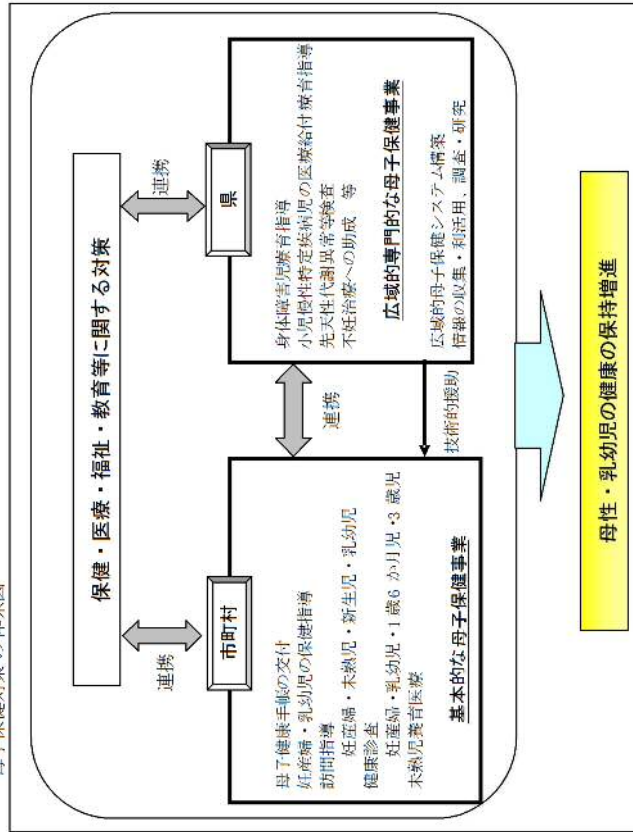 母子保健対策の体系図
保健・医療・福祉・教育等に関する対策
連携
連携
市町村
母子健康手帳の交付
妊産婦・乳幼児の保健指導
訪問指導
妊産婦・未熟児・新生児・乳幼児
健康診査
妊産婦・乳幼児・1歳6か月児・3歳児
未熟児養育医療
基本的な母子保健事業
連携
技術的援助
県
身体障害児療育指導
小児慢性特定疾病児の医療給付療育指導
先天性代謝異常等検査
不妊治療への助成 等
広域的専門的な母子保健事業
広域的母子保健システム構築
情報の収集・利活用、調査・研究
母性・乳幼児の健康の保持増進